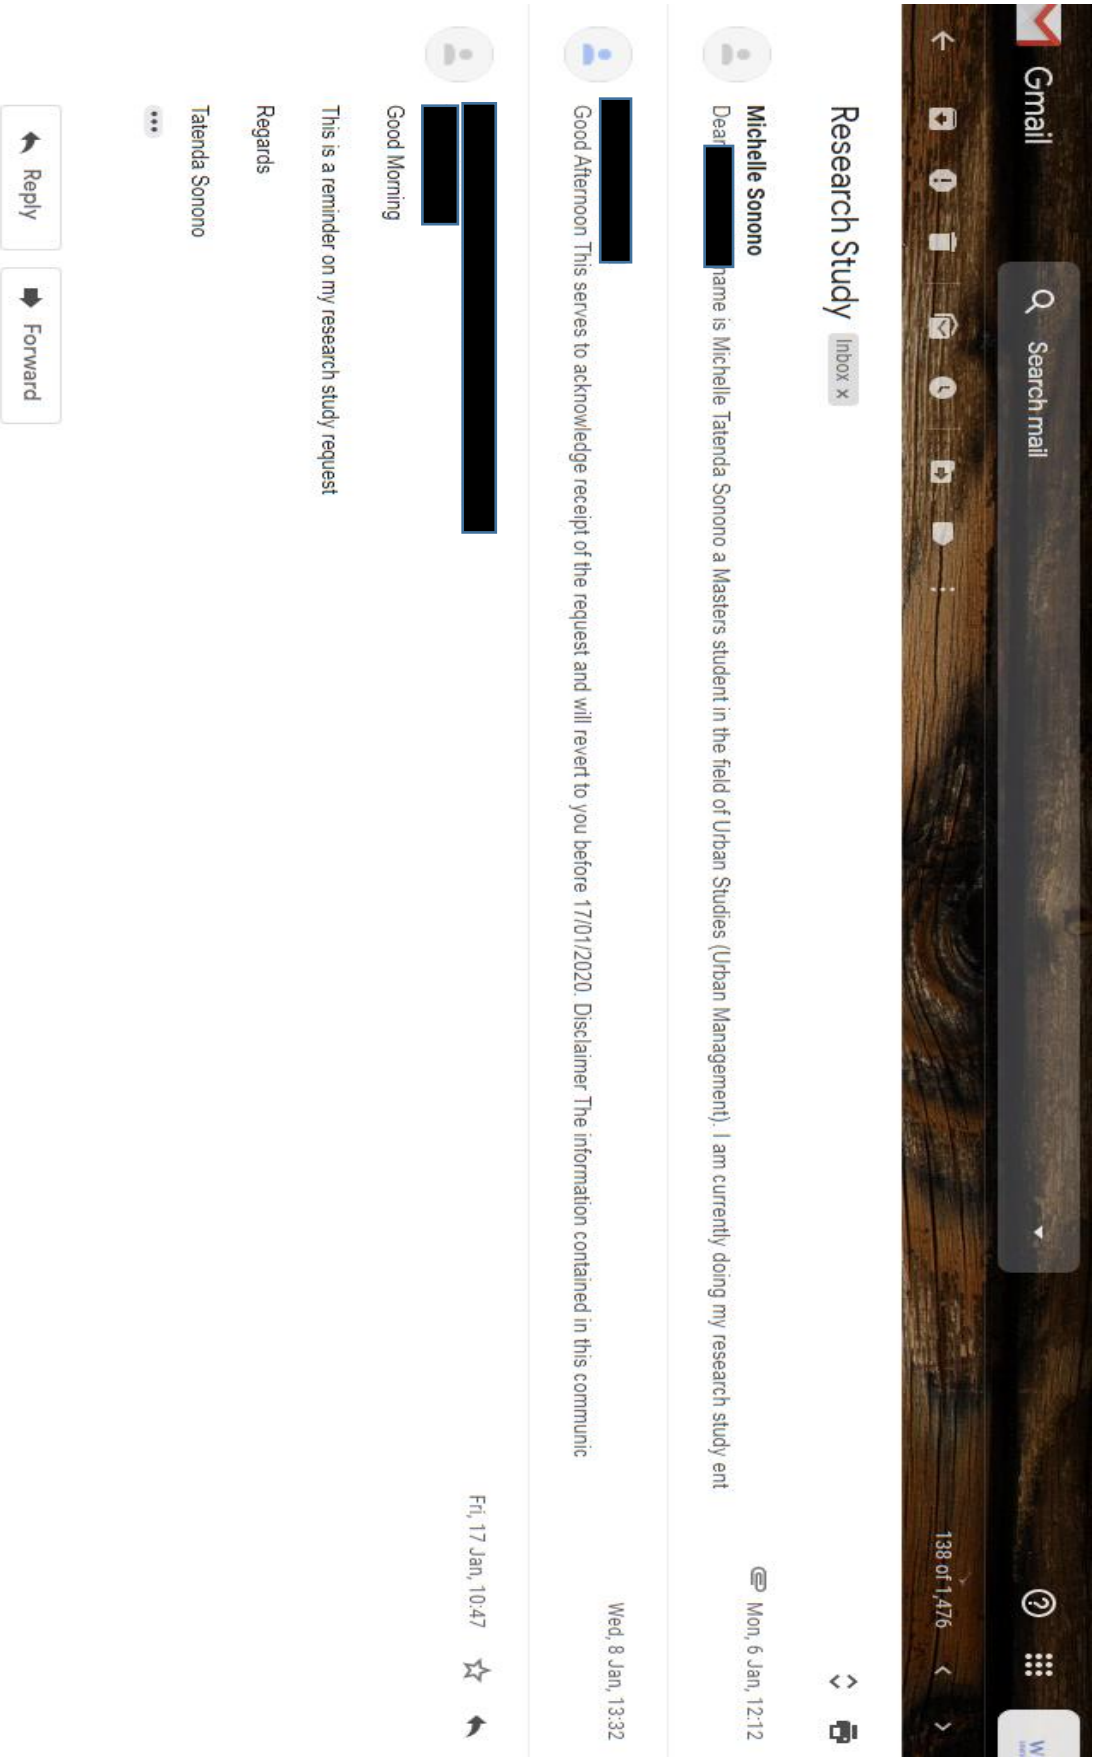 Gmail
Search mail
138 of 1,476
Research Study Inbox x
Michelle Sonono Mon, 6 Jan, 12:12
Dear name is Michelle Tatenda Sonono a Masters student in the field of Urban Studies (Urban Management). I am currently doing my research study ent
Wed, 8 Jan, 13:32
Good Afternoon This serves to acknowledge receipt of the request and will revert to you before 17/01/2020. Disclaimer The information contained in this communic
Fri, 17 Jan, 10:47
Good Morning
This is a reminder on my research study request
Regards
Tatenda Sonono
Reply Forward